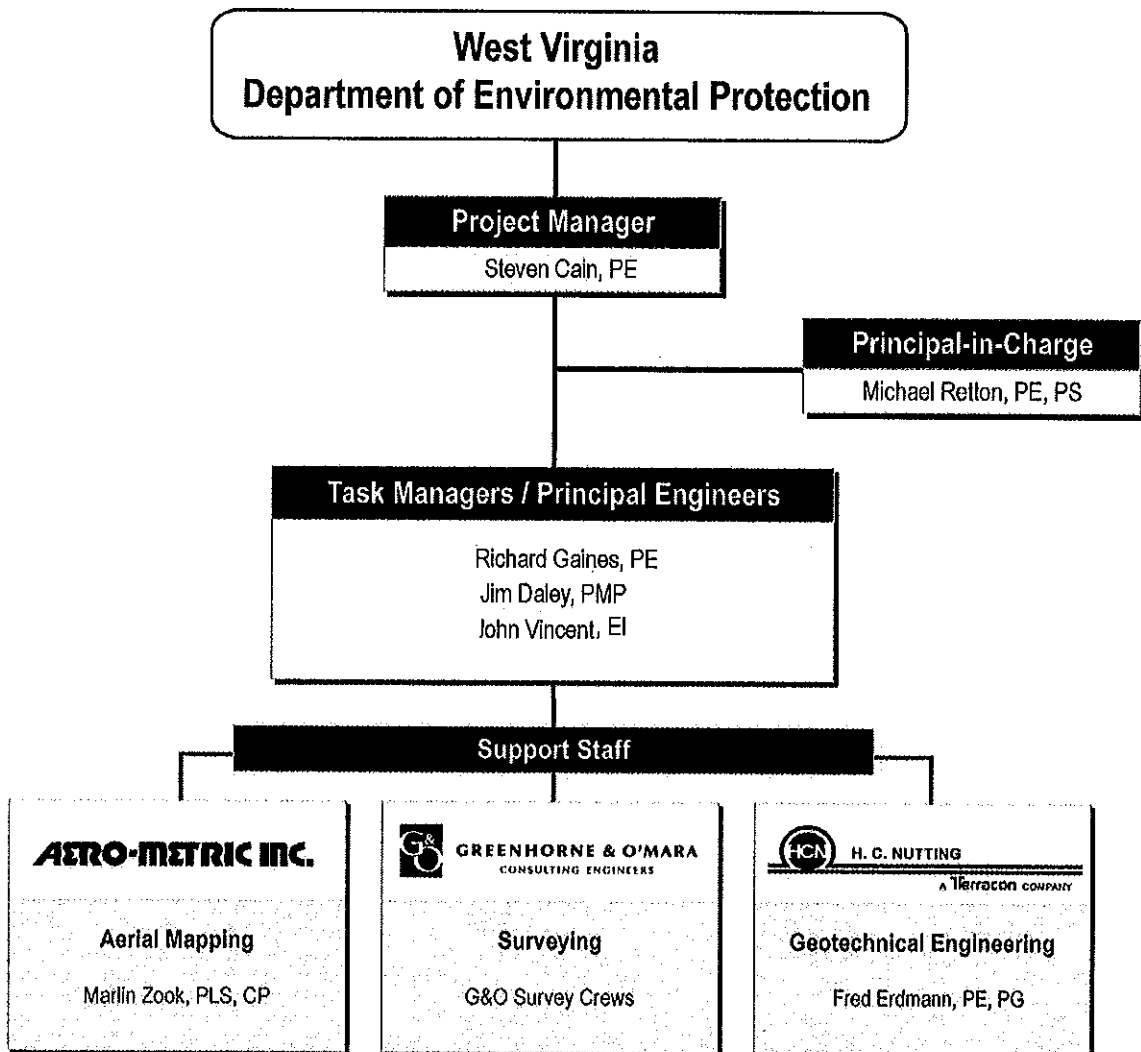 West Virginia
Department of Environmental Protection
Project Manager
Steven Cain, PE
Principal-in-Charge
Michael Retton, PE, PS
Task Managers / Principal Engineers
Richard Gaines, PE
Jim Daley, PMP
John Vincent, EI
Support Staff
AERO-METRIC INC.
Aerial Mapping
Marlin Zook, PLS, CP
G&O
GREENHORNE & O'MARA
CONSULTING ENGINEERS
Surveying
G&O Survey Crews
HCN
H. C. NUTTING
A Terracon COMPANY
Geotechnical Engineering
Fred Erdmann, PE, PG